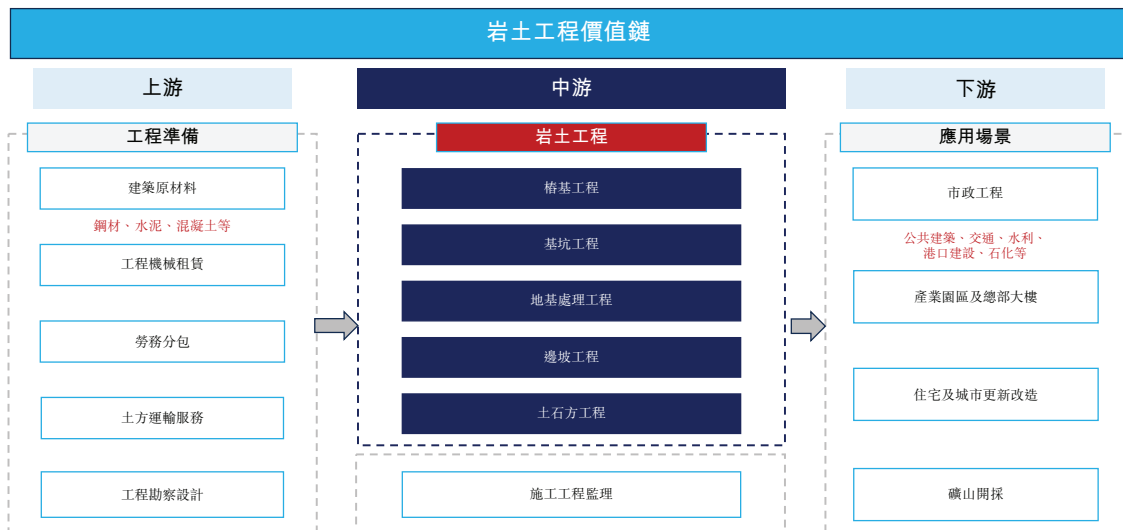 岩土工程價值鏈
上游
工程準備
建築原材料
鋼材、水泥、混凝土等
工程機械租賃
勞務分包
土方運輸服務
工程勘察設計
中游
岩土工程
樁基工程
基坑工程
地基處理工程
邊坡工程
土石方工程
施工工程監理
下游
應用場景
市政工程
公共建築、交通、水利、
港口建設、石化等
產業園區及總部大樓
住宅及城市更新改造
礦山開採